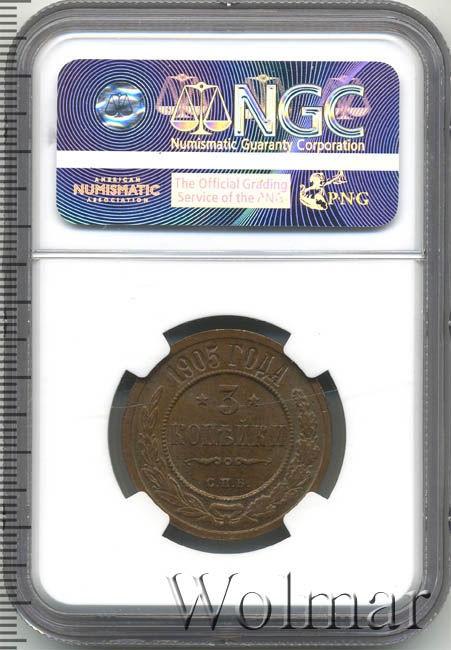 NGC
Numismatic Guaranty Corporation
AMERICAN
NUMISMATIC
ASSOCIATION
The Official Grading
Service of the PNG
1905 ГОДА
3
КОПѢЙКИ
С.П.Б.
Wolmar